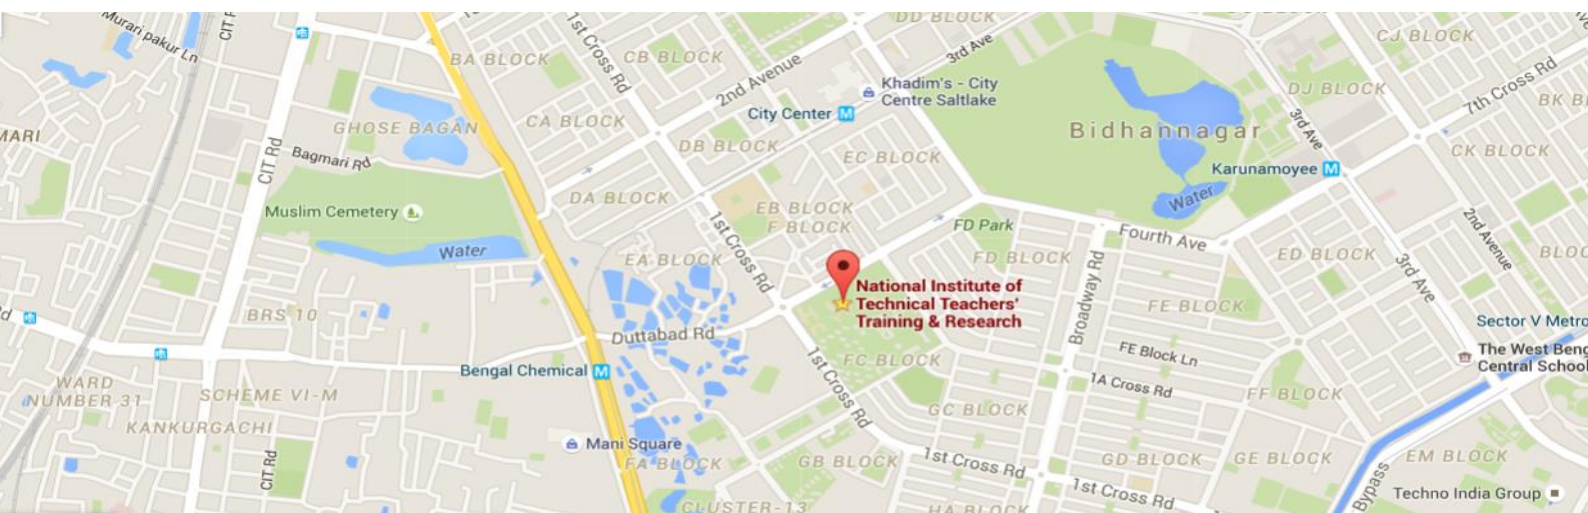 Murari pakur Ln
CIT R
1st Cross Rd
DD BLOCK
3rd Ave
CJ BLOCK
BA BLOCK
CB BLOCK
2nd Avenue
Khadim's - City
Centre Saltlake
DJ BLOCK
7th Cross Rd
BK B
MARI
GHOSE BAGAN
CA BLOCK
City Center M
Bidhannagar
3rd Ave
CIT Rd
Bagmari Rd
DB BLOCK
EC BLOCK
Karunamoyee M
CK BLOCK
Muslim Cemetery
DA BLOCK
EB BLOCK
F BLOCK
Water
FD Park
Fourth Ave
2nd Avenue
Water
EA BLOCK
1st Cross Rd
FD BLOCK
ED BLOCK
3rd Ave
BLOC
National Institute of
Technical Teachers'
Training & Research
Broadway Rd
FE BLOCK
Rd
BRS 10
Duttabad Rd
Sector V Metro
FE Block Ln
The West Beng
Central School
Bengal Chemical M
FC BLOCK
1A Cross Rd
WARD
NUMBER 31
SCHEME VI-M
1st Cross Rd
GC BLOCK
FF BLOCK
KANKURGACHI
Mani Square
CIT Rd
FA BLOCK
GB BLOCK
1st Cross Rd
GD BLOCK
GE BLOCK
EM BLOCK
1st Cross Rd
Bypass
Techno India Group
CLUSTER-13
HA BLOCK